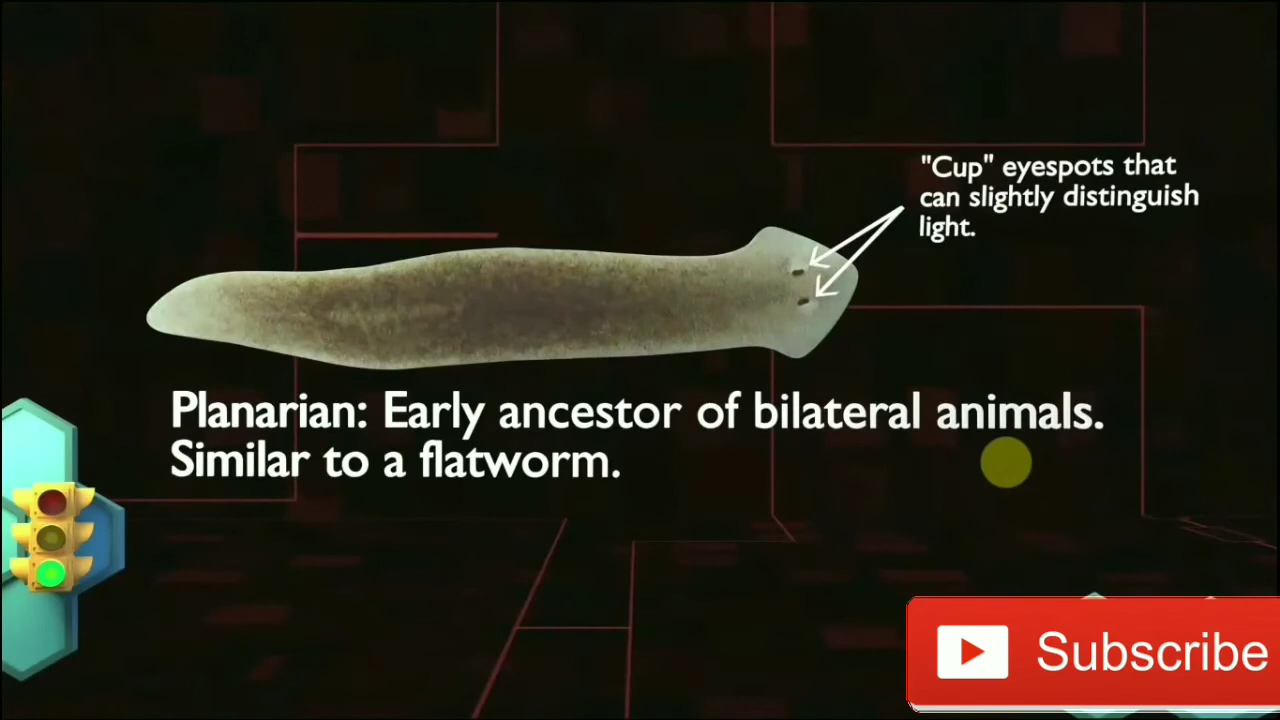 "Cup" eyespots that
can slightly distinguish
light.
Planarian: Early ancestor of bilateral animals.
Similar to a flatworm.
Subscribe